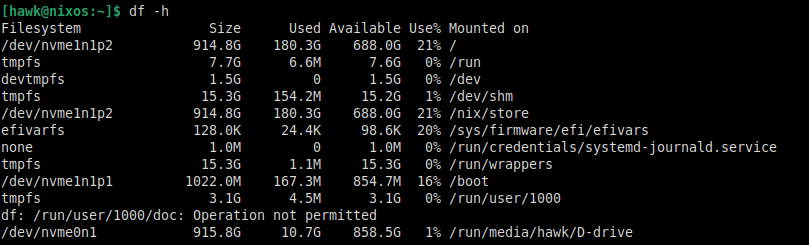 [hawk@nixos:~]$ df -h
Filesystem Size Used Available Use% Mounted on
/dev/nvme1n1p2 914.8G 180.3G 688.0G 21% /
tmpfs 7.7G 6.6M 7.6G 0% /run
devtmpfs 1.5G 0 1.5G 0% /dev
tmpfs 15.3G 154.2M 15.2G 1% /dev/shm
/dev/nvme1n1p2 914.8G 180.3G 688.0G 21% /nix/store
efivarfs 128.0K 24.4K 98.6K 20% /sys/firmware/efi/efivars
none 1.0M 0 1.0M 0% /run/credentials/systemd-journald.service
tmpfs 15.3G 1.1M 15.3G 0% /run/wrappers
/dev/nvme1n1p1 1022.0M 167.3M 854.7M 16% /boot
tmpfs 3.1G 4.5M 3.1G 0% /run/user/1000
df: /run/user/1000/doc: Operation not permitted
/dev/nvme0n1 915.8G 10.7G 858.5G 1% /run/media/hawk/D-drive